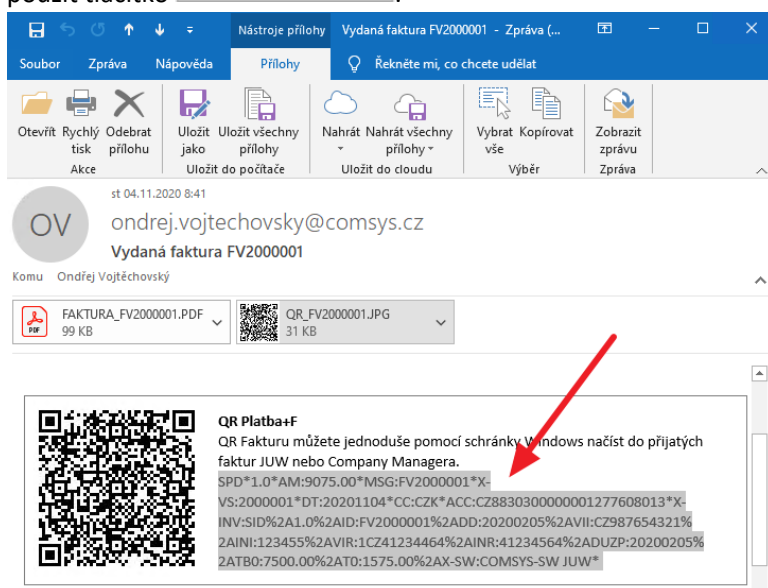 použít tlačítko
Nástroje přílohy Vydaná faktura FV2000001 - Zpráva (...
Soubor Zpráva Nápověda Přílohy Řekněte mi, co chcete udělat
Otevřít Rychlý tisk Odebrat přílohu Uložit jako Uložit všechny přílohy Nahrát Nahrát všechny přílohy Vybrat vše Kopírovat Zobrazit zprávu
Akce Uložit do počítače Uložit do cloudu Výběr Zpráva
st 04.11.2020 8:41
OV
ondrej.vojtechovsky@comsys.cz
Vydaná faktura FV2000001
Komu Ondřej Vojtěchovský
PDF
FAKTURA_FV2000001.PDF QR_FV2000001.JPG
99 KB 31 KB
QR Platba+F
QR Fakturu můžete jednoduše pomocí schránky Windows načíst do přijatých
faktur JUW nebo Company Managera.
SPD*1.0*AM:9075.00*MSG:FV2000001*X-
VS:2000001*DT:20201104*CC:CZK*ACC:CZ8830300000001277608013*X-
INV:SID%2A1.0%2AID:FV2000001%2ADD:20200205%2AVII:CZ987654321%
2AINI:123455%2AVIR:1CZ41234464%2AINR:41234564%2ADUZP:20200205%
2ATB0:7500.00%2AT0:1575.00%2AX-SW:COMSYS-SW JUW*